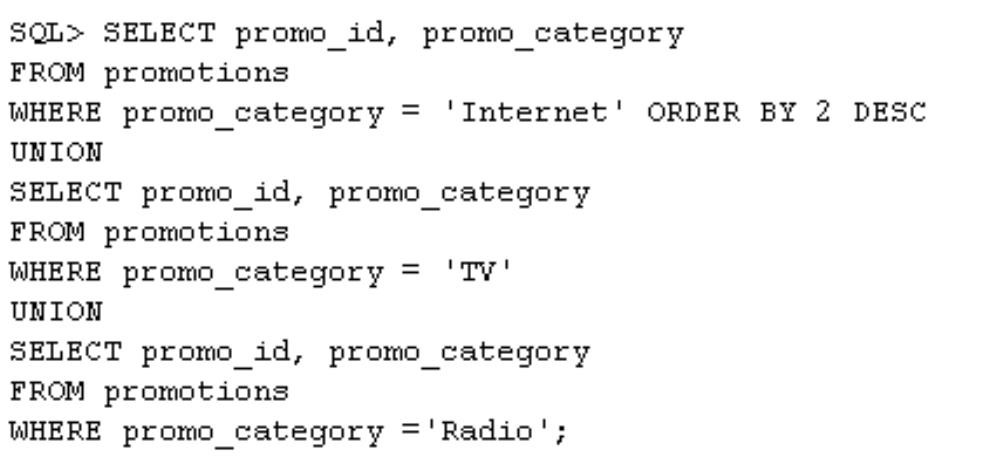 SQL> SELECT promo_id, promo_category
FROM promotions
WHERE promo_category = 'Internet' ORDER BY 2 DESC
UNION
SELECT promo_id, promo_category
FROM promotions
WHERE promo_category = 'TV'
UNION
SELECT promo_id, promo_category
FROM promotions
WHERE promo_category ='Radio';